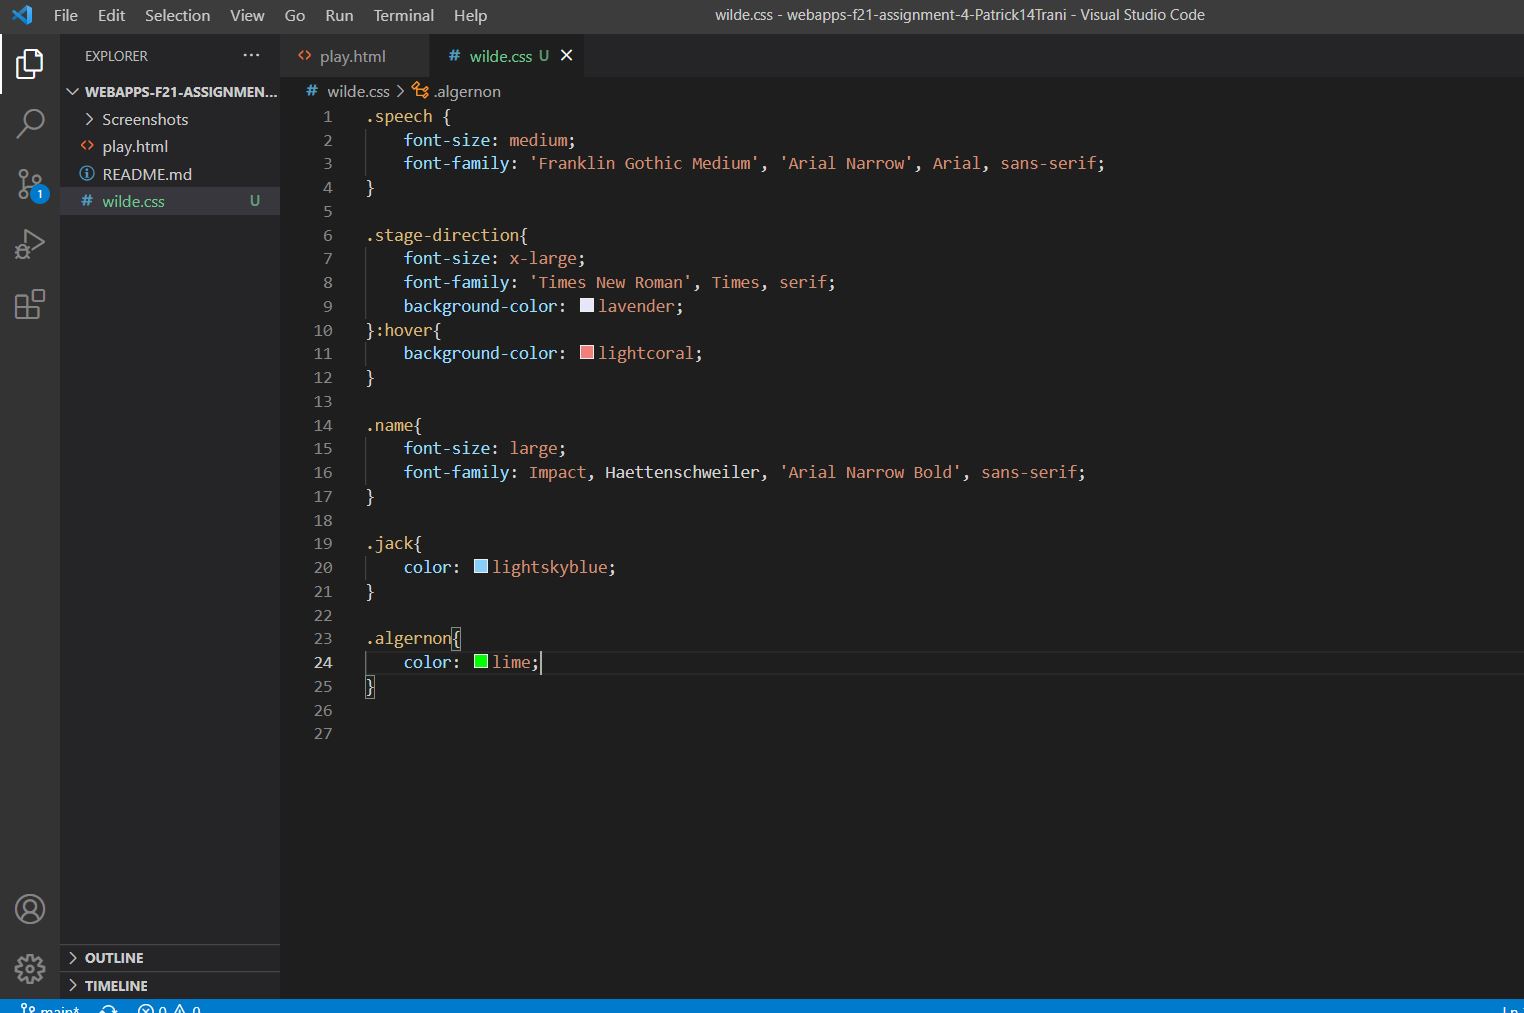 File Edit Selection View Go Run Terminal Help wilde.css - webapps-f21-assignment-4-Patrick14Trani - Visual Studio Code
EXPLORER ...
WEBAPPS-F21-ASSIGNMEN...
Screenshots
play.html
README.md
wilde.css U
1
play.html # wilde.css U
# wilde.css > .algernon
1 .speech {
2 font-size: medium;
3 font-family: 'Franklin Gothic Medium', 'Arial Narrow', Arial, sans-serif;
4 }
5
6 .stage-direction{
7 font-size: x-large;
8 font-family: 'Times New Roman', Times, serif;
9 background-color: lavender;
10 }:hover{
11 background-color: lightcoral;
12 }
13
14 .name{
15 font-size: large;
16 font-family: Impact, Haettenschweiler, 'Arial Narrow Bold', sans-serif;
17 }
18
19 .jack{
20 color: lightskyblue;
21 }
22
23 .algernon{
24 color: lime;
25 }
26
27
OUTLINE
TIMELINE
main* 0 0